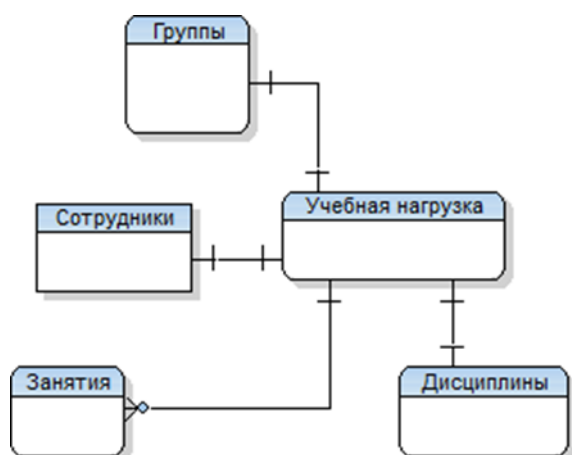 Группы
Учебная нагрузка
Сотрудники
Занятия
Дисциплины